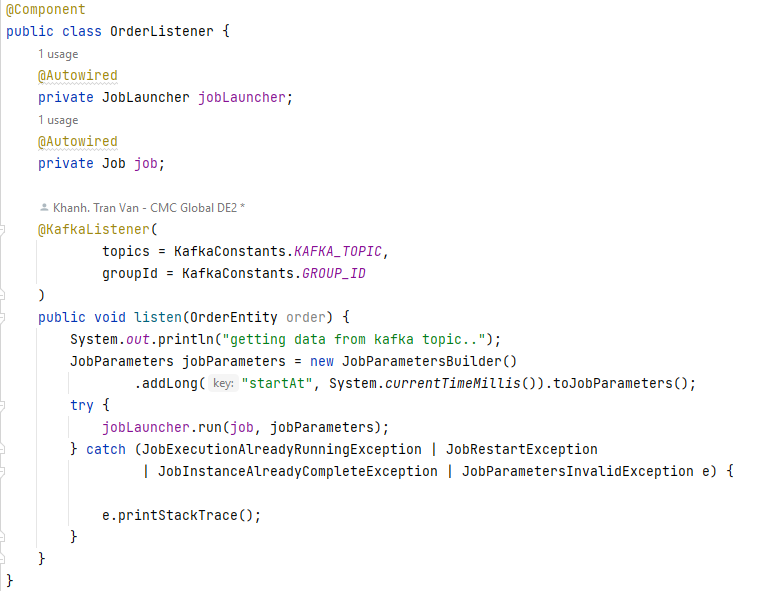 @Component
public class OrderListener {
1 usage
@Autowired
private JobLauncher jobLauncher;
1 usage
@Autowired
private Job job;
Khanh. Tran Van - CMC Global DE2 *
@KafkaListener(
topics = KafkaConstants.KAFKA_TOPIC,
groupId = KafkaConstants.GROUP_ID
)
public void listen(OrderEntity order) {
System.out.println("getting data from kafka topic..");
JobParameters jobParameters = new JobParametersBuilder()
.addLong( key: "startAt", System.currentTimeMillis()).toJobParameters();
try {
jobLauncher.run(job, jobParameters);
} catch (JobExecutionAlreadyRunningException | JobRestartException
| JobInstanceAlreadyCompleteException | JobParametersInvalidException e) {
e.printStackTrace();
}
}
}